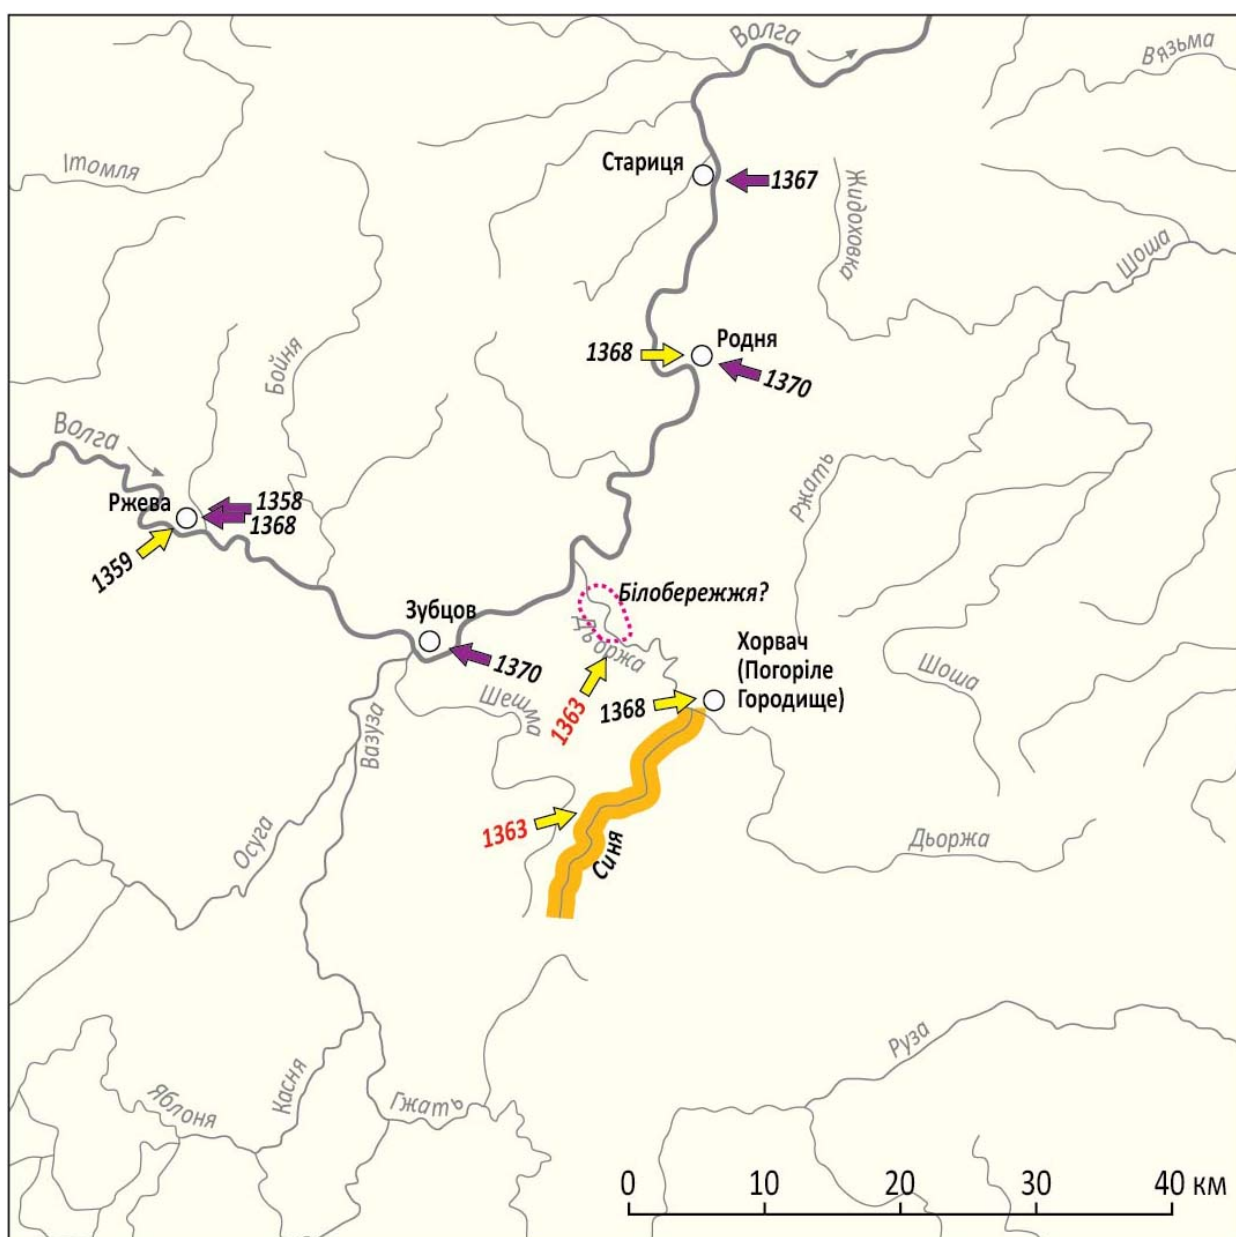 Волга
Вязьма
Ітомля
Стариця
1367
Жидоховка
Шоша
Родня
1368
1370
Бойня
Волга
Ржать
Ржева
1358
1368
1359
Білобережжя?
Зубцов
Дьоржа
Хорвач
(Погоріле
Городище)
1370
Шешма
Шоша
1363
1368
Вазуза
1363
Осуга
Синя
Дьоржа
Руза
Касня
Яблоня
Гжать
0 10 20 30 40 км